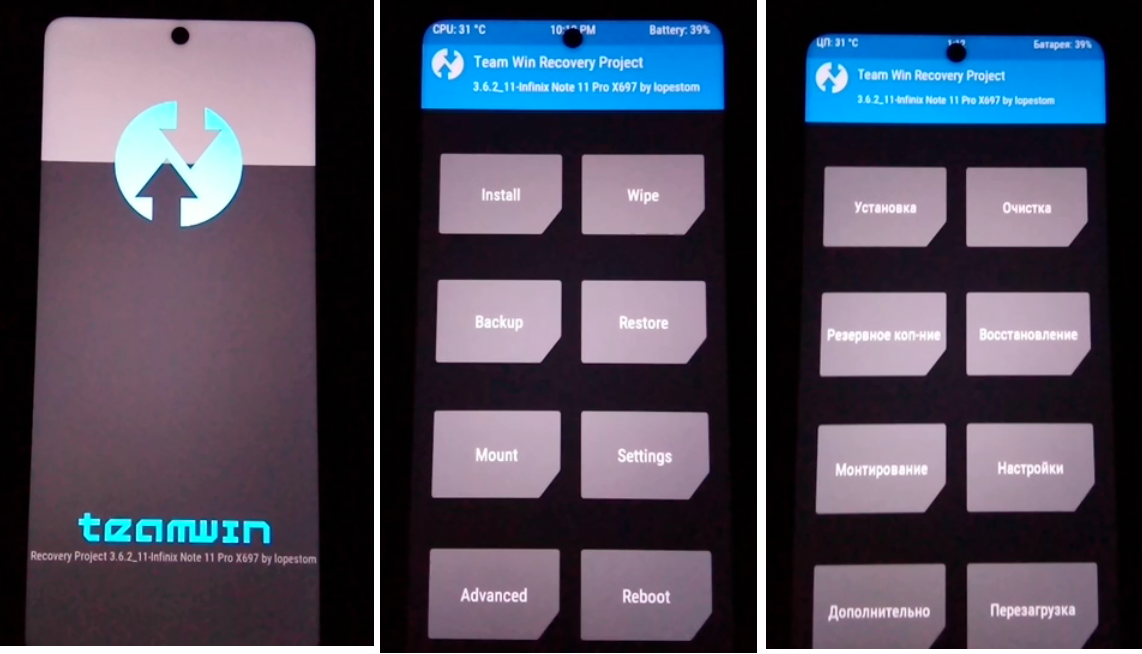 teamwin
Recovery Project 3.6.2_11-Infinix Note 11 Pro X697 by lopestom
CPU: 31 °C
PM
Battery: 39%
Team Win Recovery Project
3.6.2_11-Infinix Note 11 Pro X697 by lopestom
Install
Wipe
Backup
Restore
Mount
Settings
Advanced
Reboot
ЦП: 31 °C
Батарея: 39%
Team Win Recovery Project
3.6.2_11-Infinix Note 11 Pro X697 by lopestom
Установка
Очистка
Резервное коп-ние
Восстановление
Монтирование
Настройки
Дополнительно
Перезагрузка